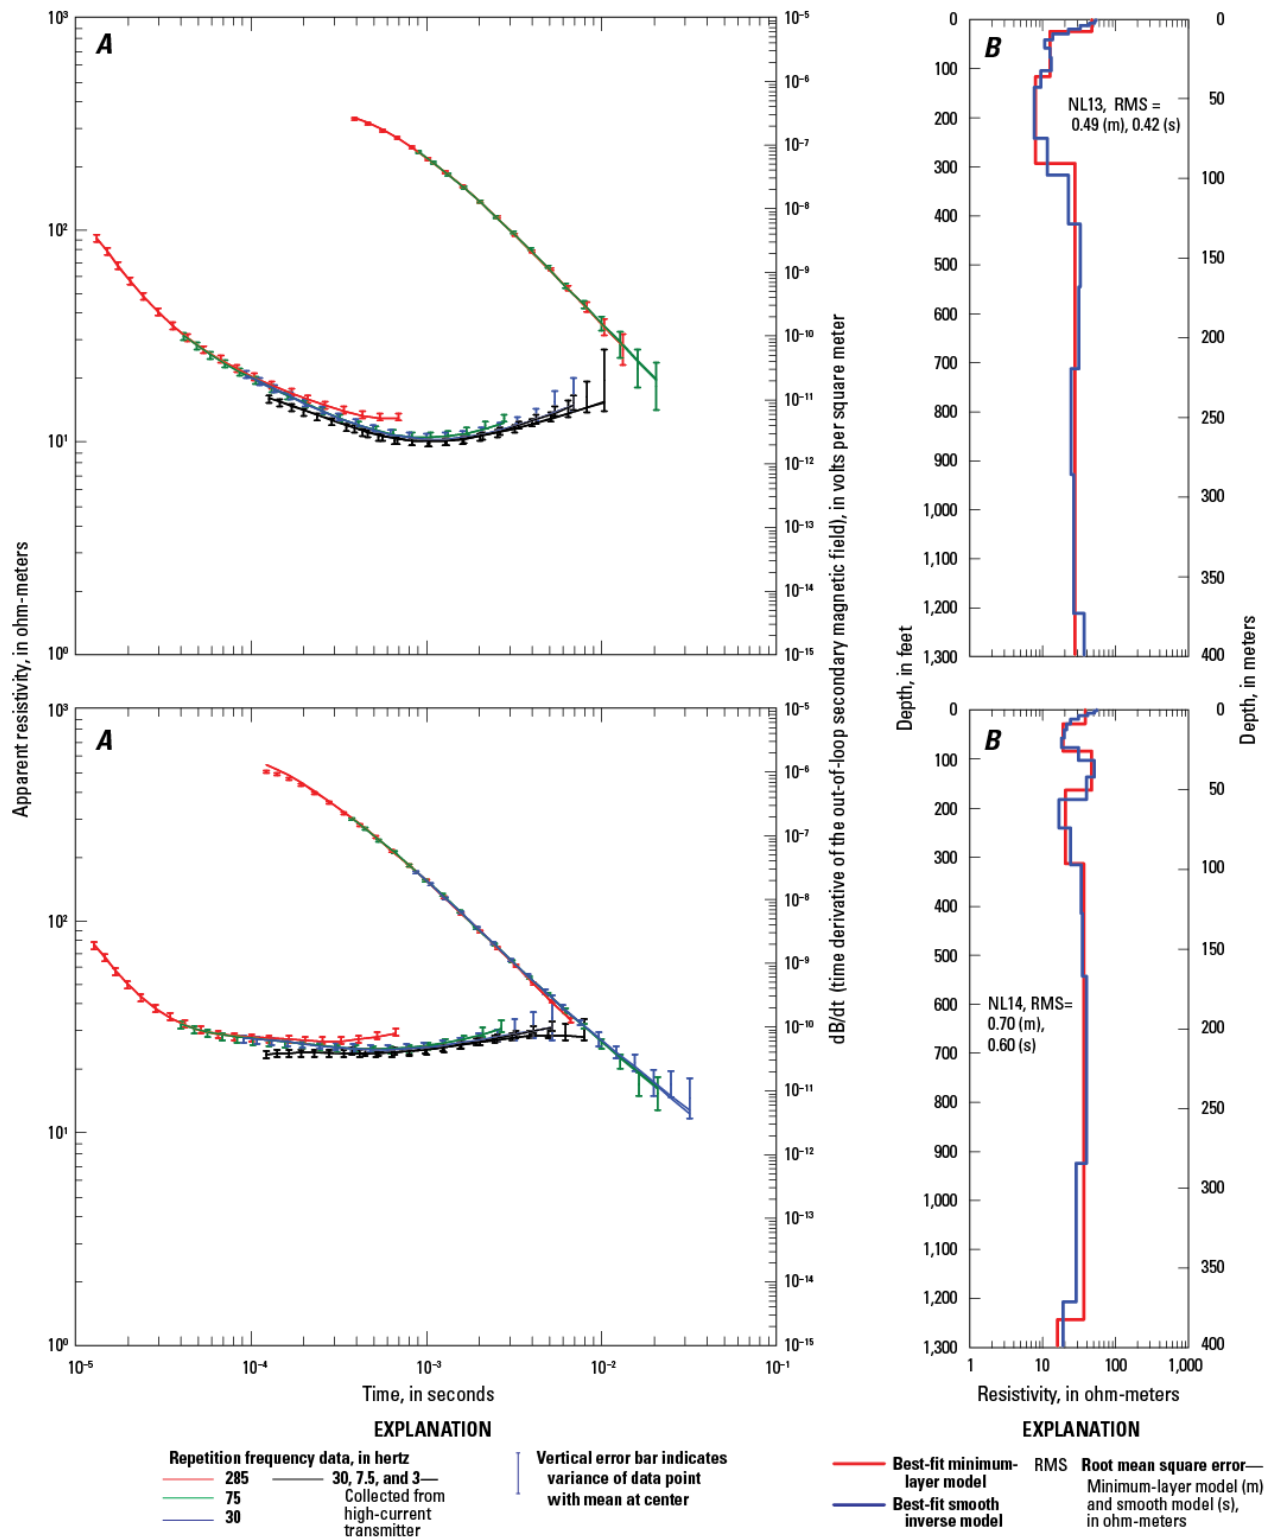 A
10³
10²
10¹
10⁰
10⁻⁵
10⁻⁶
10⁻⁷
10⁻⁸
10⁻⁹
10⁻¹⁰
10⁻¹¹
10⁻¹²
10⁻¹³
10⁻¹⁴
10⁻¹⁵
B
0
100
200
300
400
500
600
700
800
900
1,000
1,100
1,200
1,300
0
50
100
150
200
250
300
350
400
NL13, RMS =
0.49 (m), 0.42 (s)
Apparent resistivity, in ohm-meters
dB/dt (time derivative of the out-of-loop secondary magnetic field), in volts per square meter
Depth, in feet
Depth, in meters
A
10³
10²
10¹
10⁰
10⁻⁵
10⁻⁶
10⁻⁷
10⁻⁸
10⁻⁹
10⁻¹⁰
10⁻¹¹
10⁻¹²
10⁻¹³
10⁻¹⁴
10⁻¹⁵
10⁻⁵
10⁻⁴
10⁻³
10⁻²
10⁻¹
Time, in seconds
B
0
100
200
300
400
500
600
700
800
900
1,000
1,100
1,200
1,300
0
50
100
150
200
250
300
350
400
NL14, RMS=
0.70 (m),
0.60 (s)
1
10
100
1,000
Resistivity, in ohm-meters
EXPLANATION
Repetition frequency data, in hertz
285
75
30
30, 7.5, and 3—
Collected from
high-current
transmitter
Vertical error bar indicates
variance of data point
with mean at center
EXPLANATION
Best-fit minimum-
layer model
Best-fit smooth
inverse model
RMS Root mean square error—
Minimum-layer model (m)
and smooth model (s),
in ohm-meters